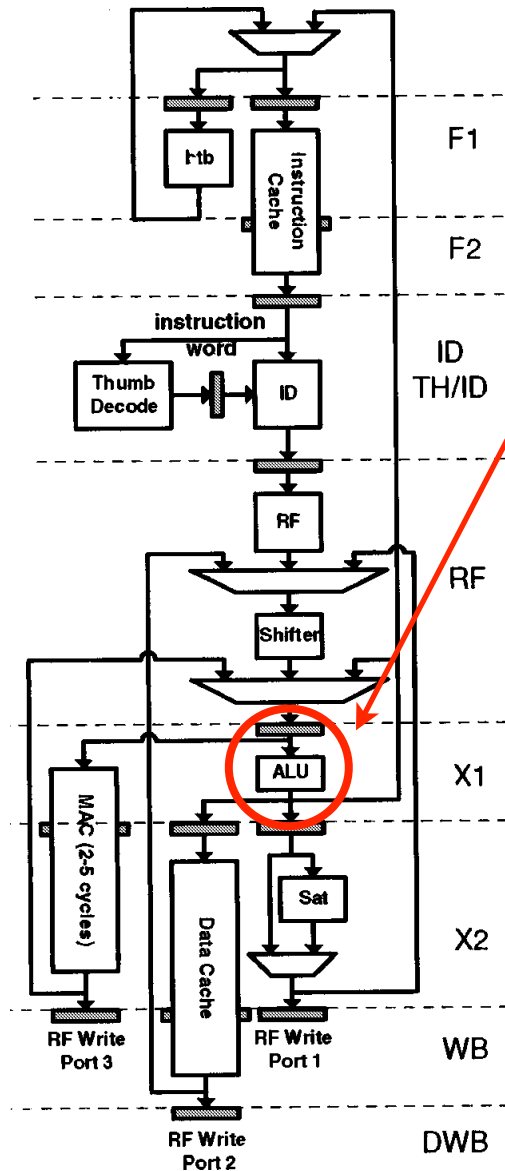 F1
btb
Instruction
Cache
F2
instruction
word
ID
TH/ID
Thumb
Decode
ID
RF
RF
Shifter
ALU
X1
MAC (2-5 cycles)
Data Cache
Sat
X2
RF Write
Port 3
RF Write
Port 1
WB
RF Write
Port 2
DWB